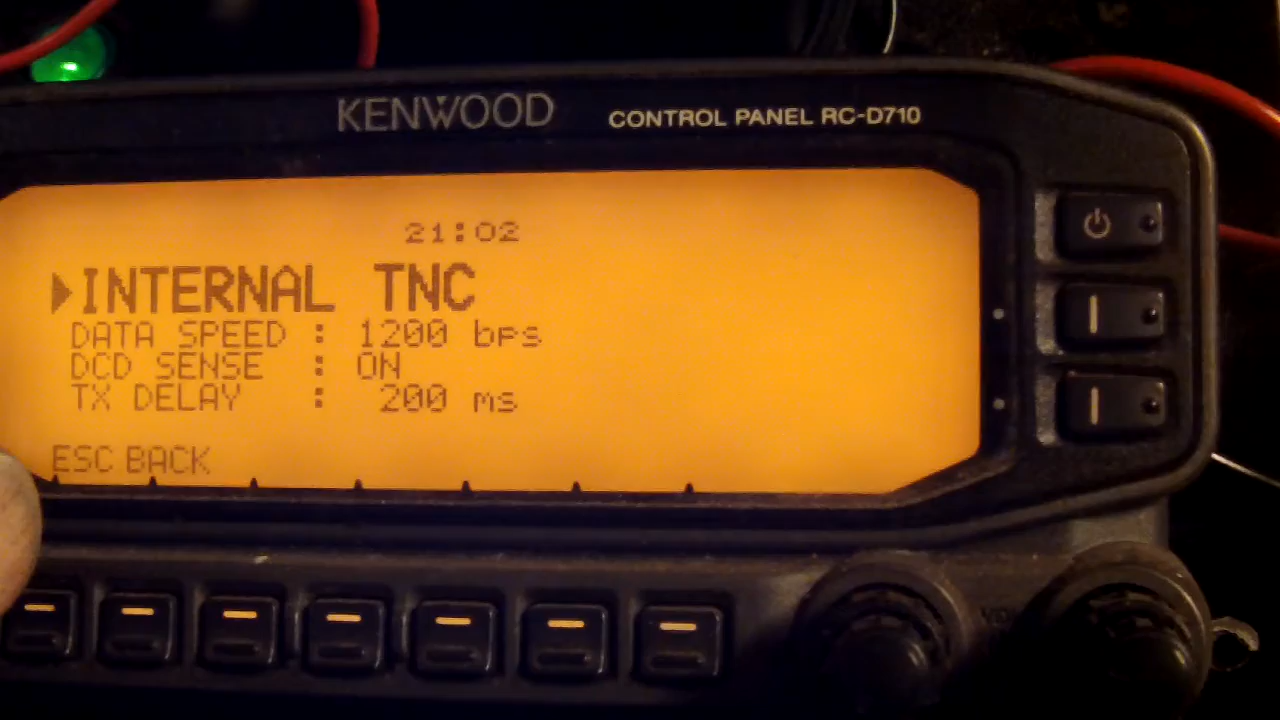 KENWOOD CONTROL PANEL RC-D710
21:02
INTERNAL TNC
DATA SPEED : 1200 bps
DCD SENSE : ON
TX DELAY : 200 ms
ESC BACK